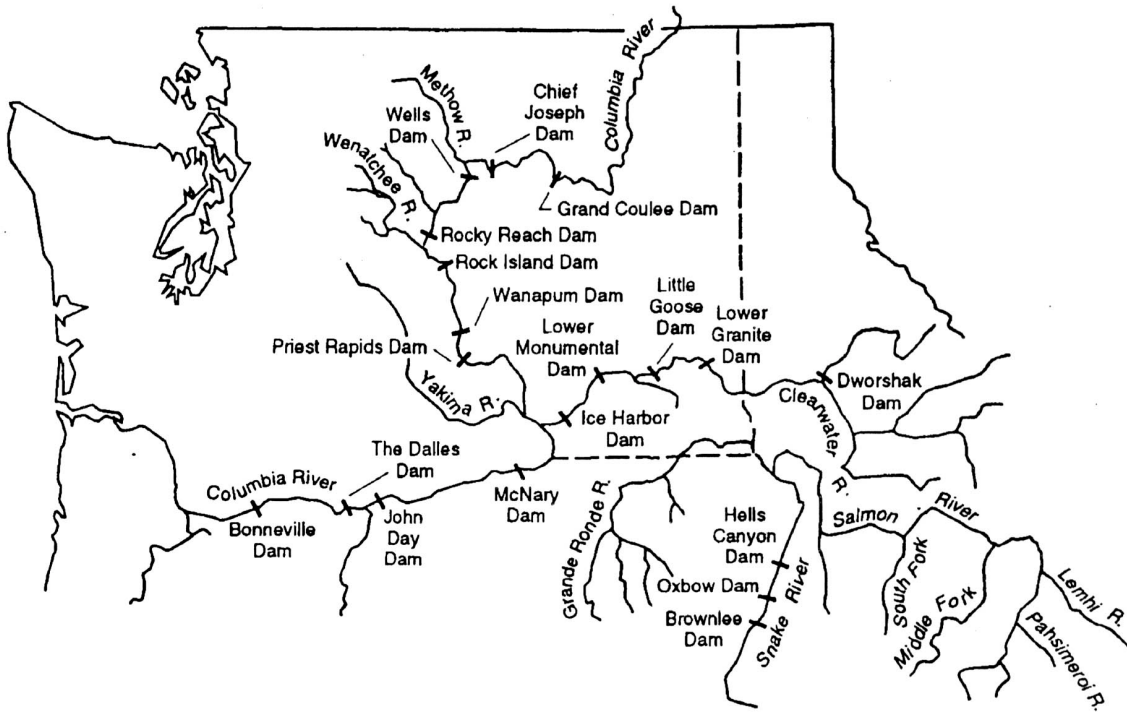 Methow R.
Wells
Dam
Chief
Joseph
Dam
Columbia River
Wenatchee R.
Grand Coulee Dam
Rocky Reach Dam
Rock Island Dam
Wanapum Dam
Priest Rapids Dam
Yakima R.
Lower
Monumental
Dam
Little
Goose
Dam
Lower
Granite
Dam
Ice Harbor
Dam
Dworshak
Dam
Clearwater
R.
The Dalles
Dam
Columbia River
Bonneville
Dam
John
Day
Dam
McNary
Dam
Grande Ronde R.
Hells
Canyon
Dam
Oxbow Dam
Brownlee
Dam
Snake River
Salmon River
South Fork
Middle Fork
Lemhi R.
Pahsimeroi R.